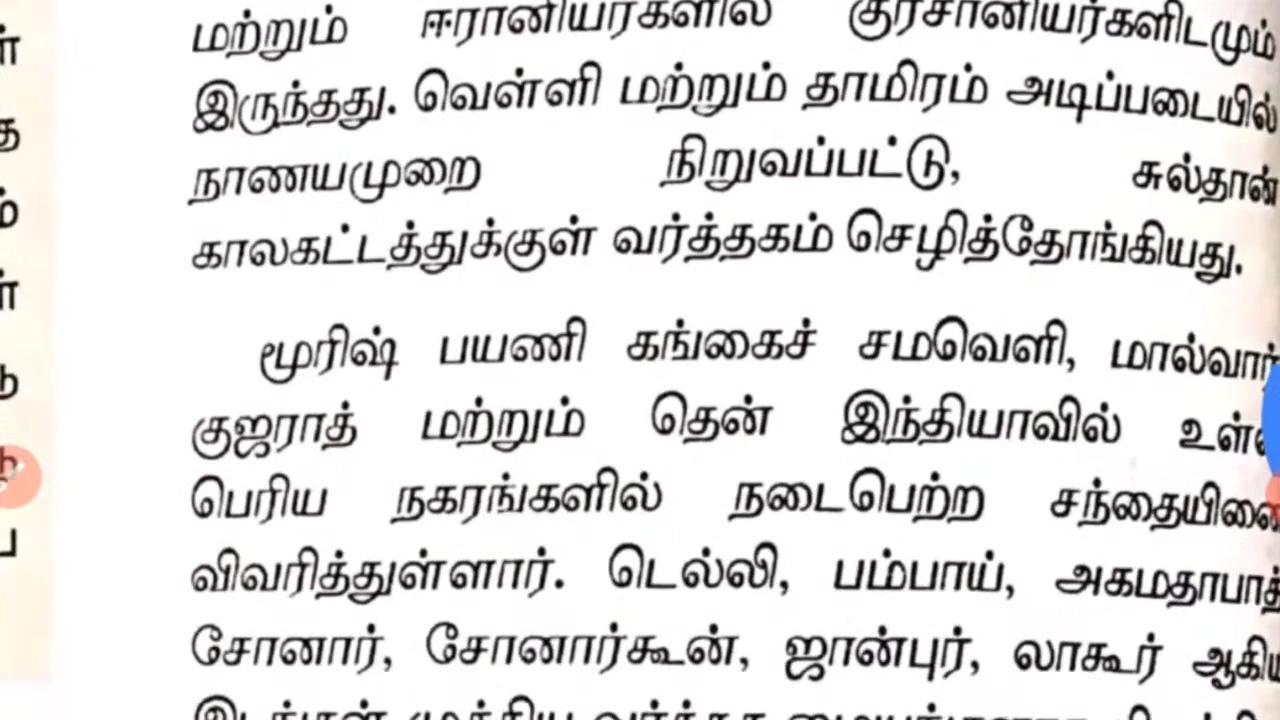 மற்றும் ஈரானியர்களில் குரசானியர்களிடமும்
இருந்தது. வெள்ளி மற்றும் தாமிரம் அடிப்படையில்
நாணயமுறை நிறுவப்பட்டு, சுல்தான்
காலகட்டத்துக்குள் வர்த்தகம் செழித்தோங்கியது.
மூரிஷ் பயணி கங்கைச் சமவெளி, மால்வார்
குஜராத் மற்றும் தென் இந்தியாவில்
பெரிய நகரங்களில் நடைபெற்ற
விவரித்துள்ளார். டெல்லி, பம்பாய், அகமதாபாத்
சோனார், சோனார்கூன், ஜான்புர், லாகூர்